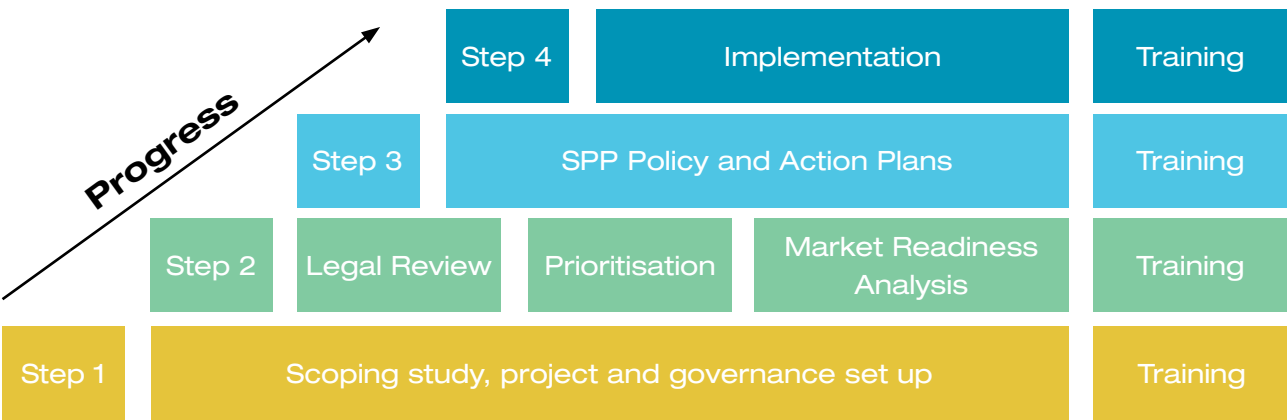 Step 4
Implementation
Training
Progress
Step 3
SPP Policy and Action Plans
Training
Step 2
Legal Review
Prioritisation
Market Readiness
Analysis
Training
Step 1
Scoping study, project and governance set up
Training